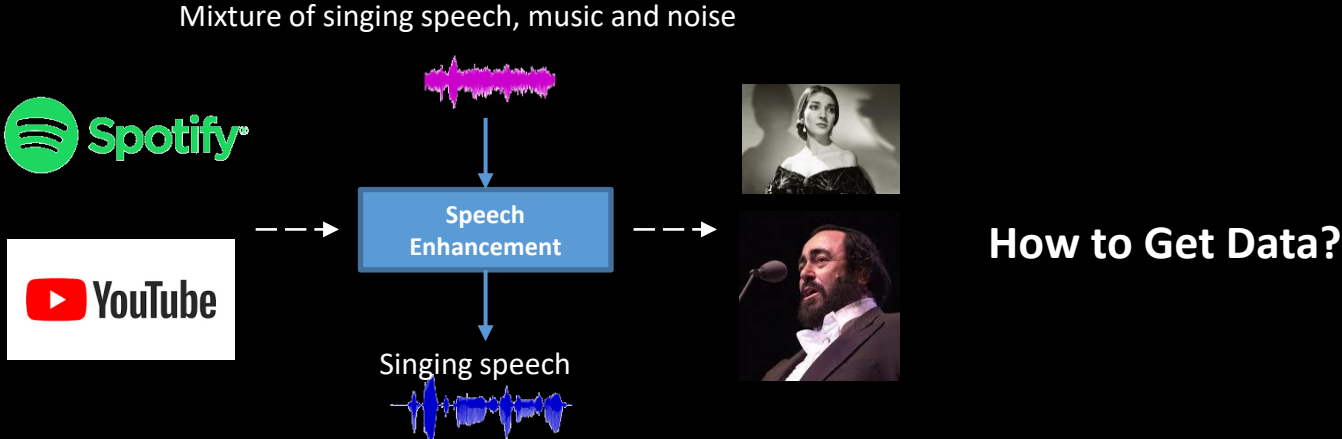 Mixture of singing speech, music and noise
Spotify®
YouTube
Speech
Enhancement
Singing speech
How to Get Data?